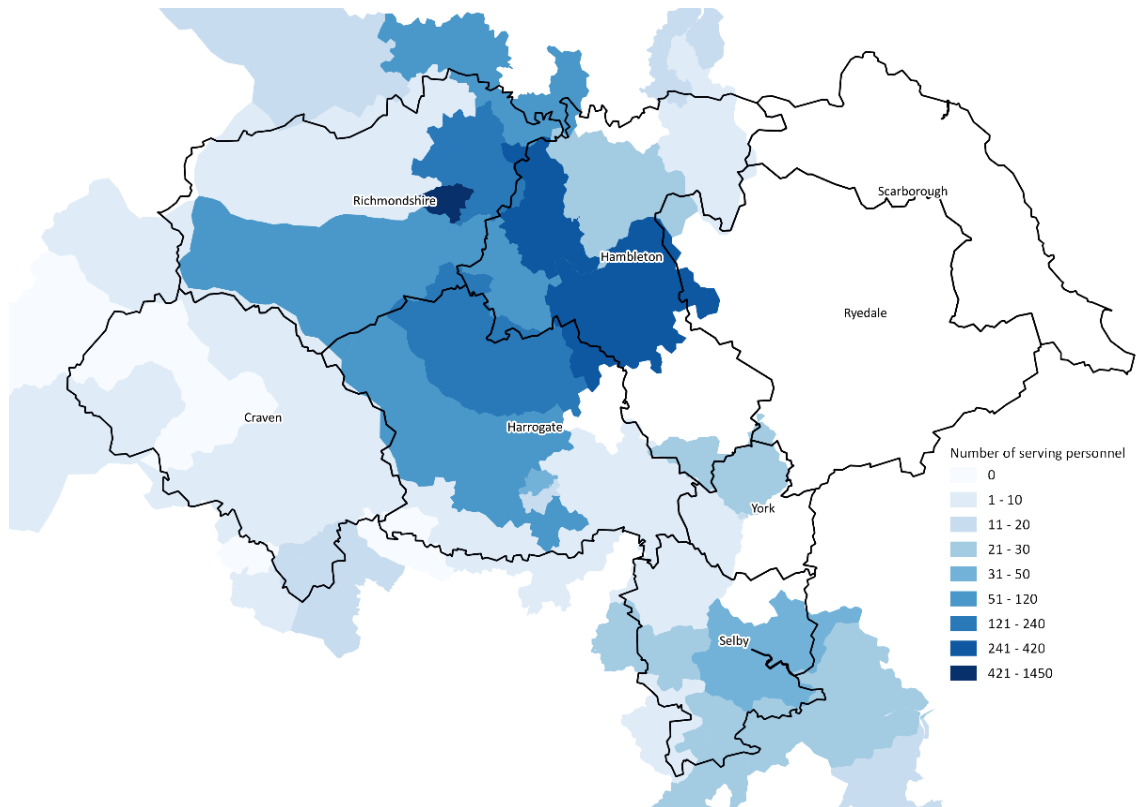 Scarborough
Richmondshire
Hambleton
Ryedale
Craven
Harrogate
York
Selby
Number of serving personnel
0
1 - 10
11 - 20
21 - 30
31 - 50
51 - 120
121 - 240
241 - 420
421 - 1450